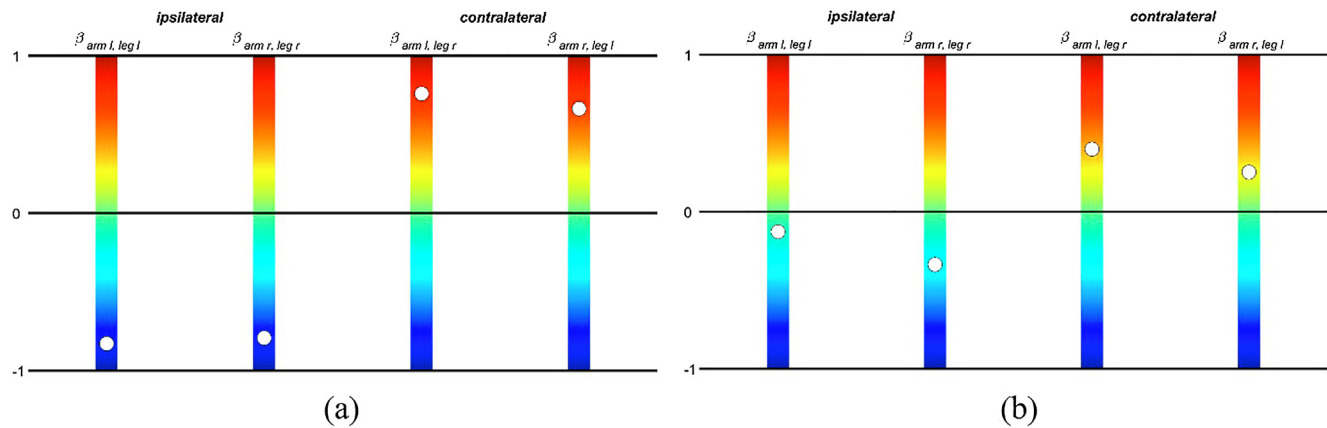 ipsilateral contralateral
β arm l, leg l β arm r, leg r β arm l, leg r β arm r, leg l
1
0
-1
(a)
ipsilateral contralateral
β arm l, leg l β arm r, leg r β arm l, leg r β arm r, leg l
1
0
-1
(b)